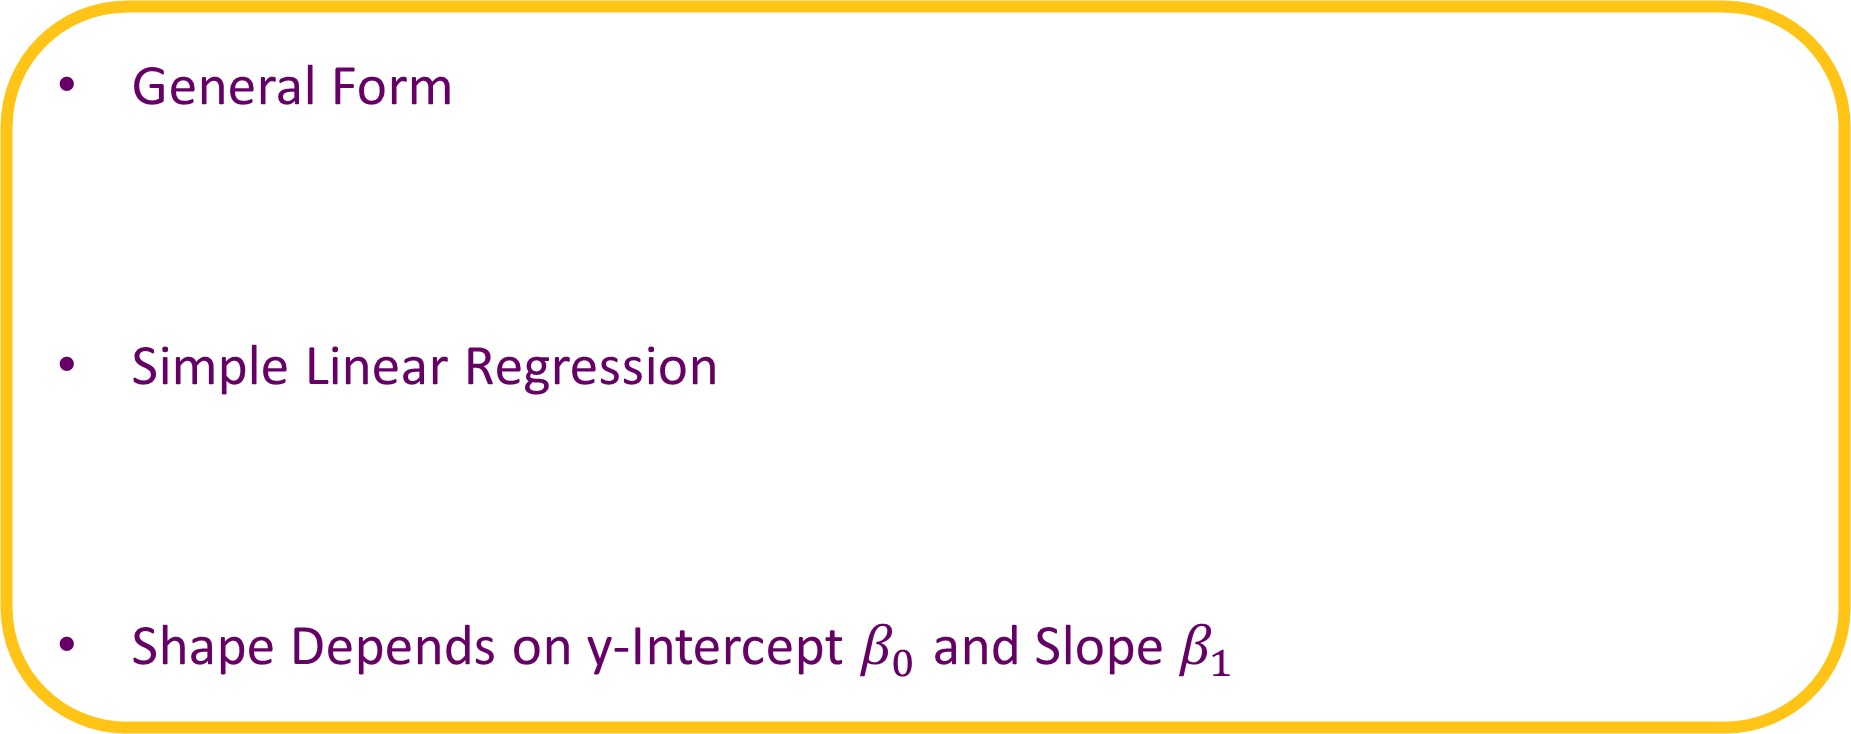 • General Form
• Simple Linear Regression
• Shape Depends on y-Intercept β₀ and Slope β₁